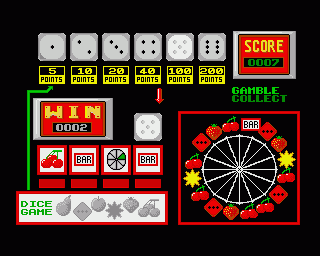 SCORE
0007
5 10 20 40 100 200
POINTS POINTS POINTS POINTS POINTS POINTS
GAMBLE
COLLECT
WIN
0002
BAR
BAR BAR
DICE
GAME